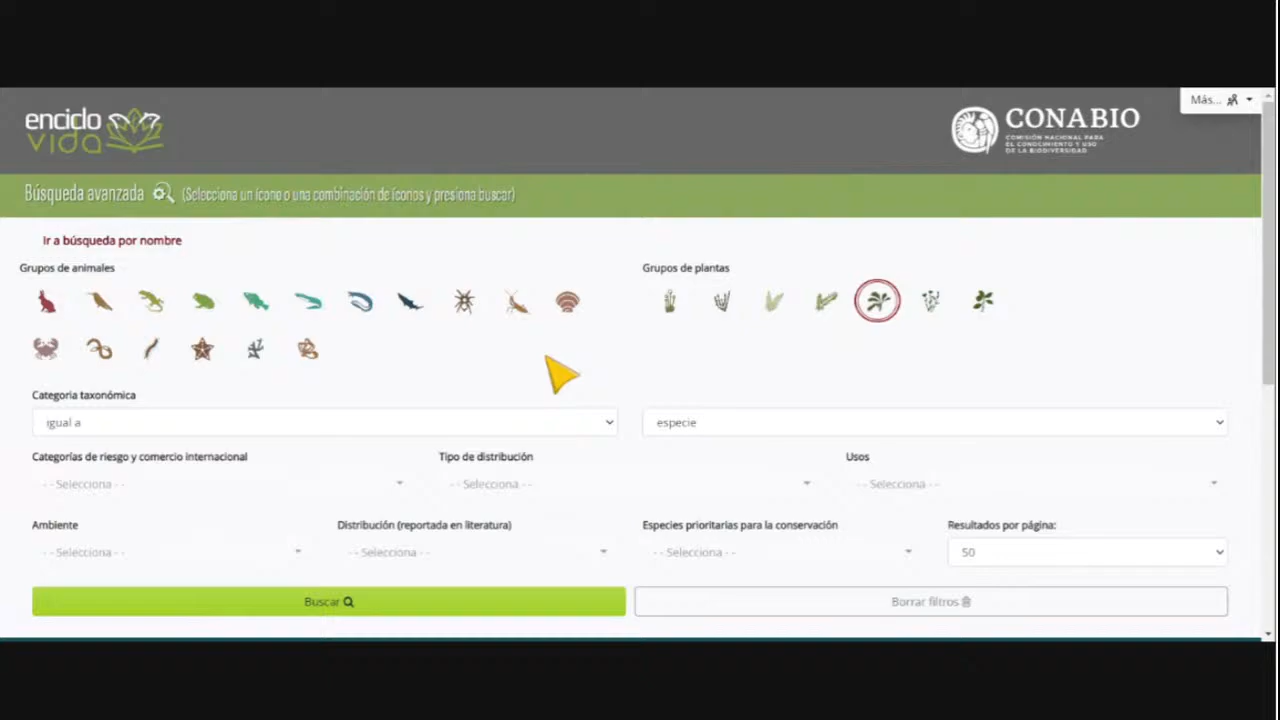 enciclo
vida
CONABIO
COMISIÓN NACIONAL PARA
EL CONOCIMIENTO Y USO
DE LA BIODIVERSIDAD
Más...
Búsqueda avanzada (Selecciona un ícono o una combinación de íconos y presiona buscar)
Ir a búsqueda por nombre
Grupos de animales
Grupos de plantas
Categoría taxonómica
igual a
especie
Categorías de riesgo y comercio internacional
Tipo de distribución
Usos
- - Selecciona - -
- - Selecciona - -
- - Selecciona - -
Ambiente
Distribución (reportada en literatura)
Especies prioritarias para la conservación
Resultados por página:
- - Selecciona - -
- - Selecciona - -
- - Selecciona - -
50
Buscar
Borrar filtros